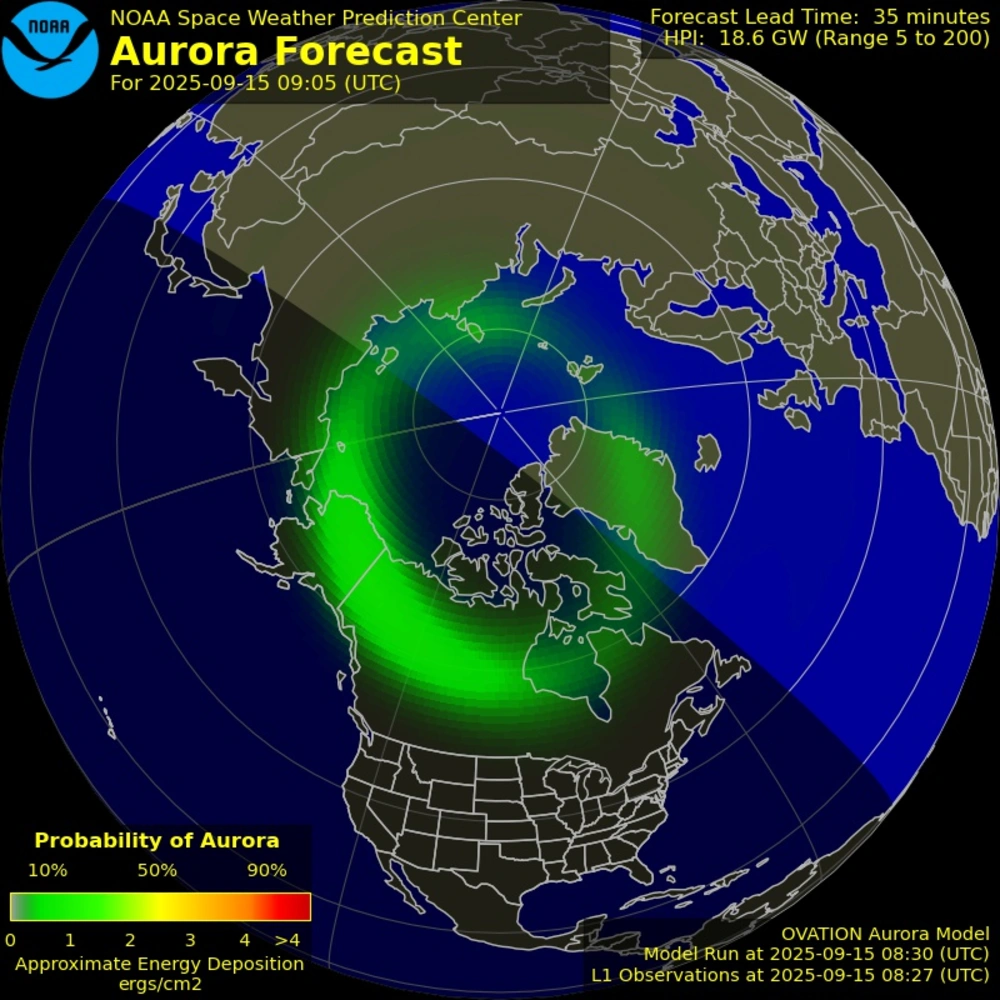 NOAA
NOAA Space Weather Prediction Center
Aurora Forecast
For 2025-09-15 09:05 (UTC)
Forecast Lead Time: 35 minutes
HPI: 18.6 GW (Range 5 to 200)
Probability of Aurora
10% 50% 90%
0 1 2 3 4 >4
Approximate Energy Deposition
ergs/cm2
OVATION Aurora Model
Model Run at 2025-09-15 08:30 (UTC)
L1 Observations at 2025-09-15 08:27 (UTC)